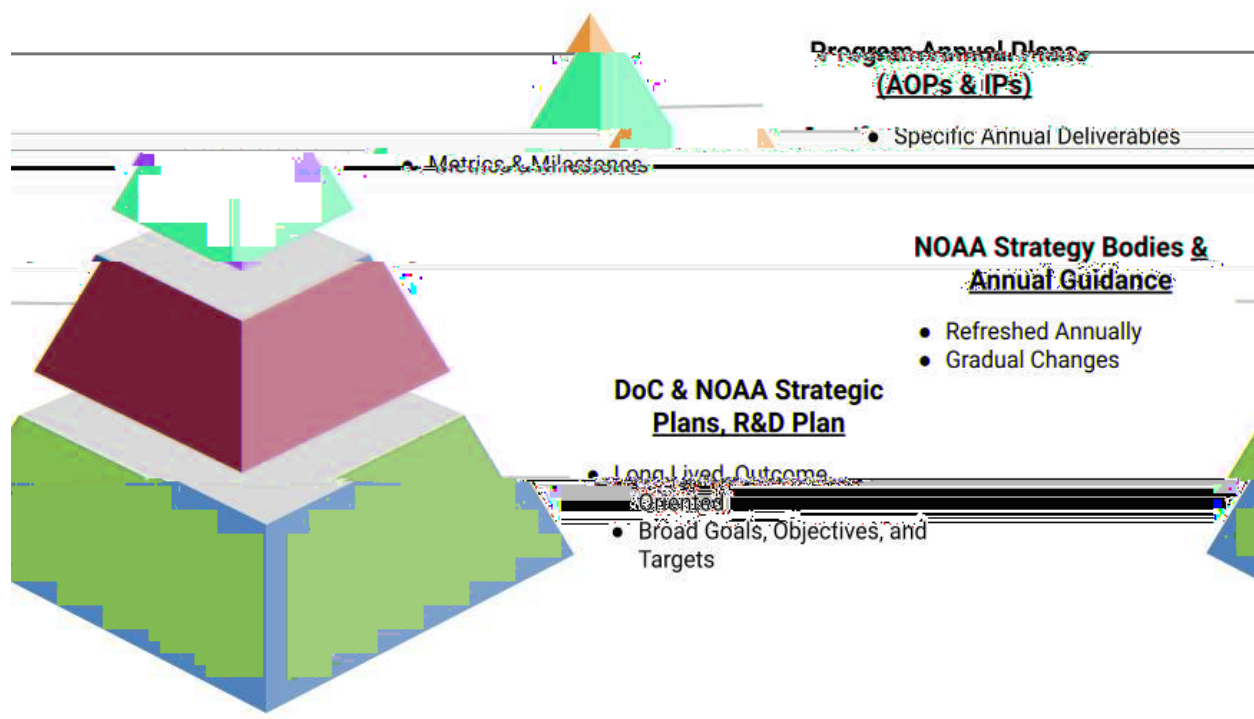 Program Annual Plans
(AOPs & IPs)
● Specific Annual Deliverables
● Metrics & Milestones
NOAA Strategy Bodies &
Annual Guidance
● Refreshed Annually
● Gradual Changes
DoC & NOAA Strategic
Plans, R&D Plan
● Long Lived, Outcome
Oriented
● Broad Goals, Objectives, and
Targets